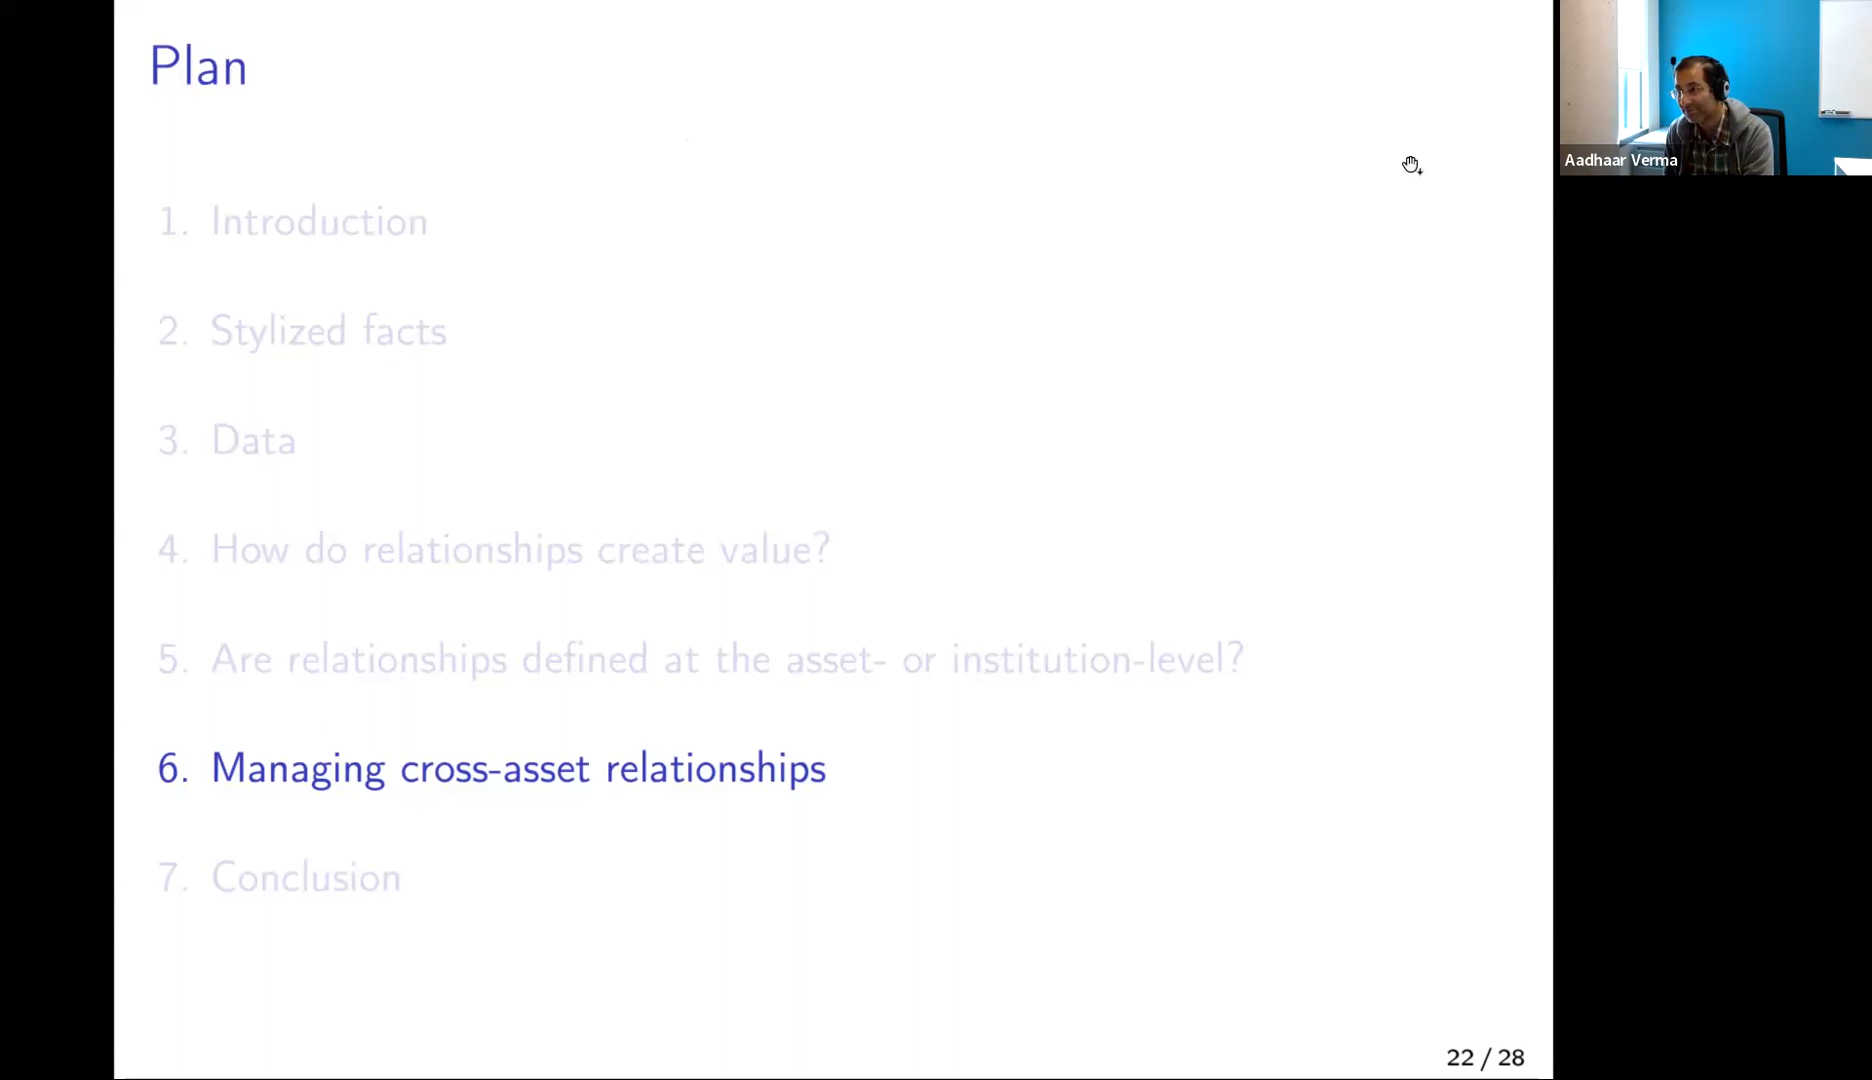 Plan
Aadhaar Verma
1. Introduction
2. Stylized facts
3. Data
4. How do relationships create value?
5. Are relationships defined at the asset- or institution-level?
6. Managing cross-asset relationships
7. Conclusion
22 / 28